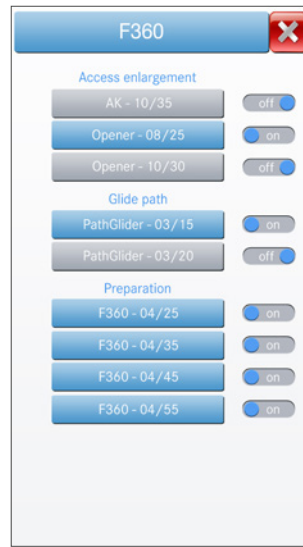 F360
Access enlargement
AK - 10/35 off
Opener - 08/25 on
Opener - 10/30 off
Glide path
PathGlider - 03/15 on
PathGlider - 03/20 off
Preparation
F360 - 04/25 on
F360 - 04/35 on
F360 - 04/45 on
F360 - 04/55 on